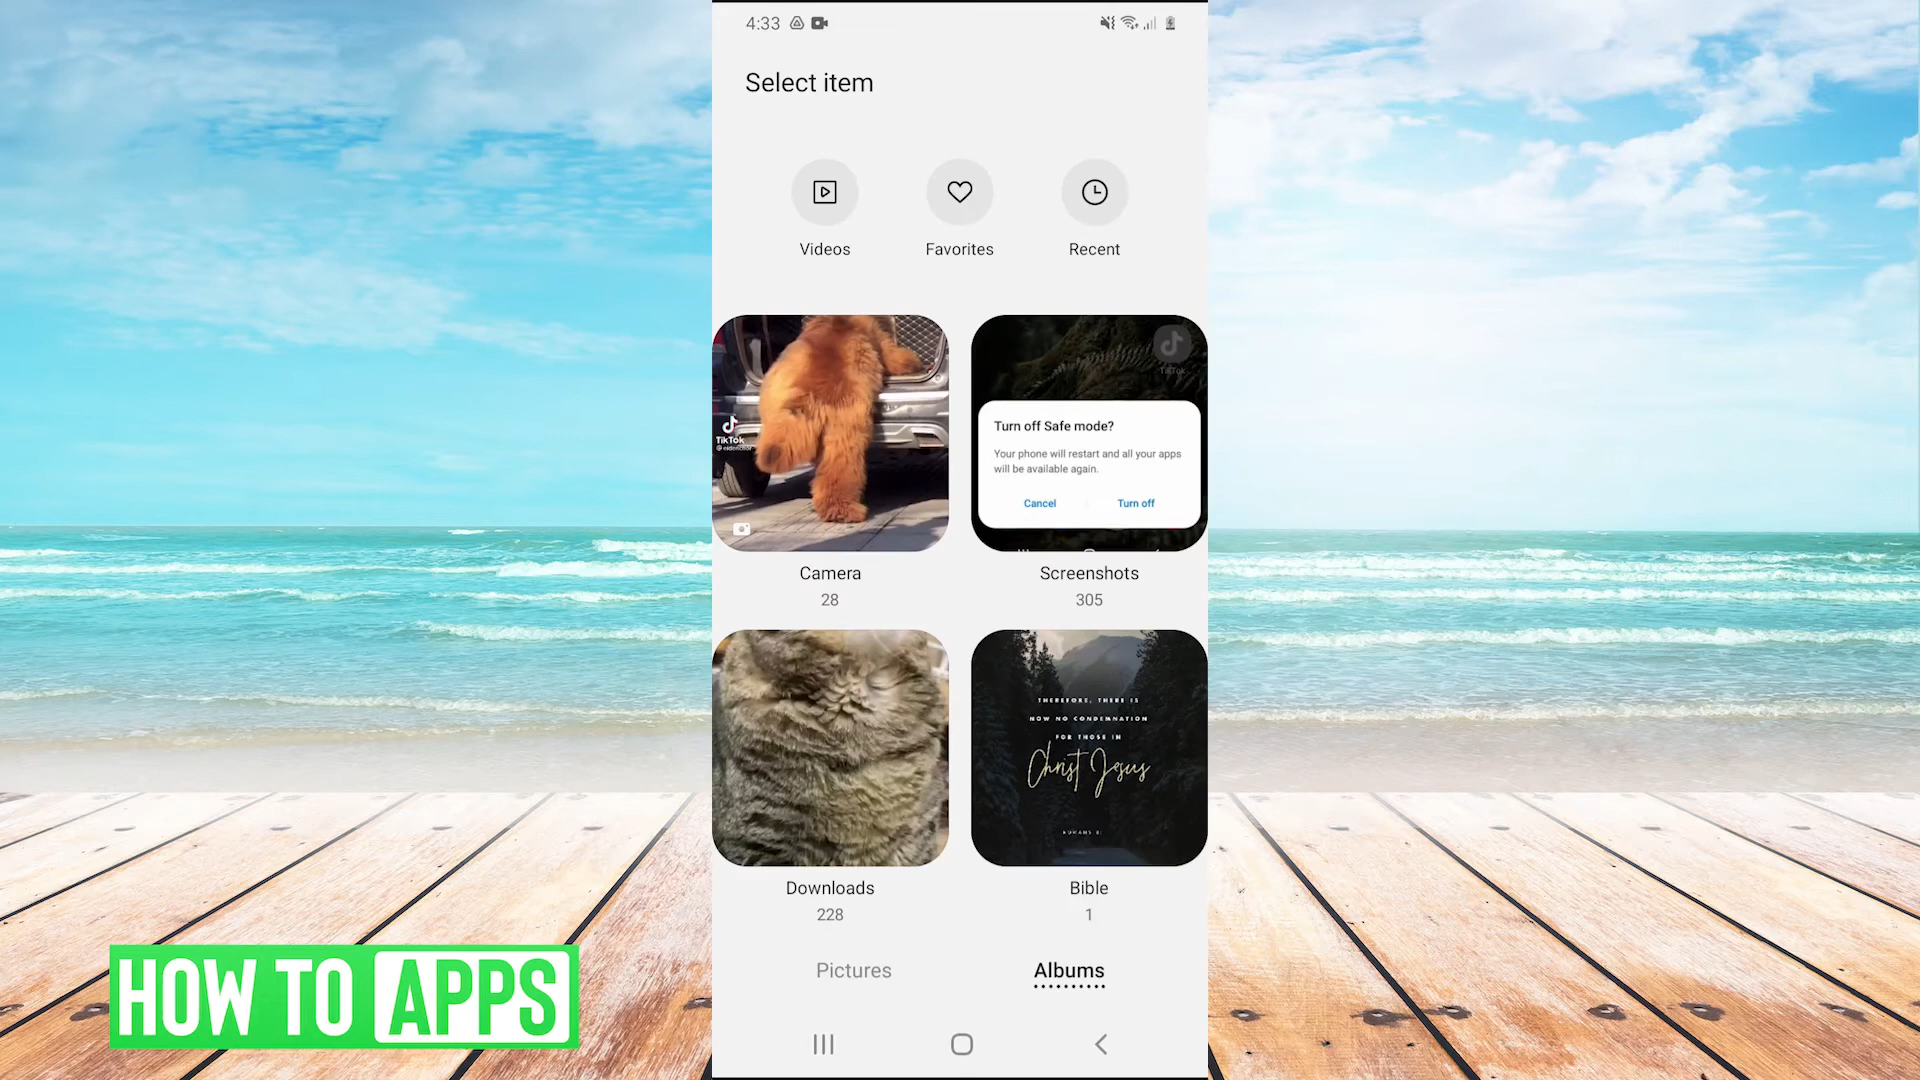 4:33
Select item
Videos
Favorites
Recent
TikTok
TikTok
Turn off Safe mode?
Your phone will restart and all your apps
will be available again.
Cancel
Turn off
Camera
Screenshots
28
305
THEREFORE, THERE IS
NOW NO CONDEMNATION
FOR THOSE IN
Christ Jesus
Downloads
Bible
228
1
Pictures
Albums
HOW TO APPS